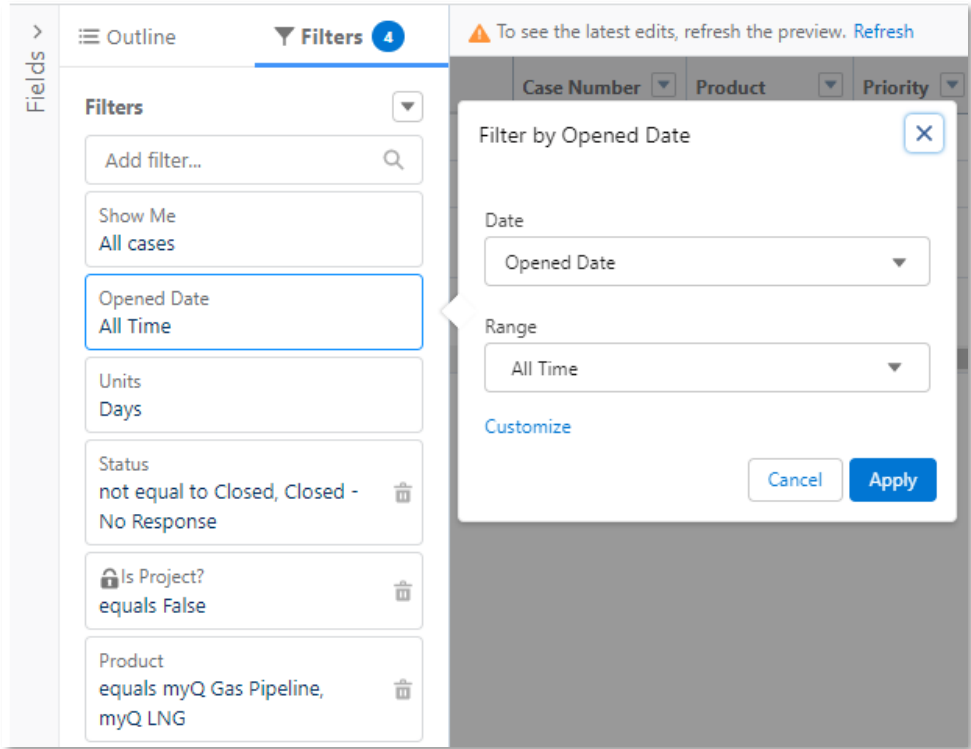 Fields
Outline
Filters 4
Filters
Add filter...
Show Me
All cases
Opened Date
All Time
Units
Days
Status
not equal to Closed, Closed -
No Response
Is Project?
equals False
Product
equals myQ Gas Pipeline,
myQ LNG
To see the latest edits, refresh the preview. Refresh
Case Number Product Priority
Filter by Opened Date
Date
Opened Date
Range
All Time
Customize
Cancel Apply